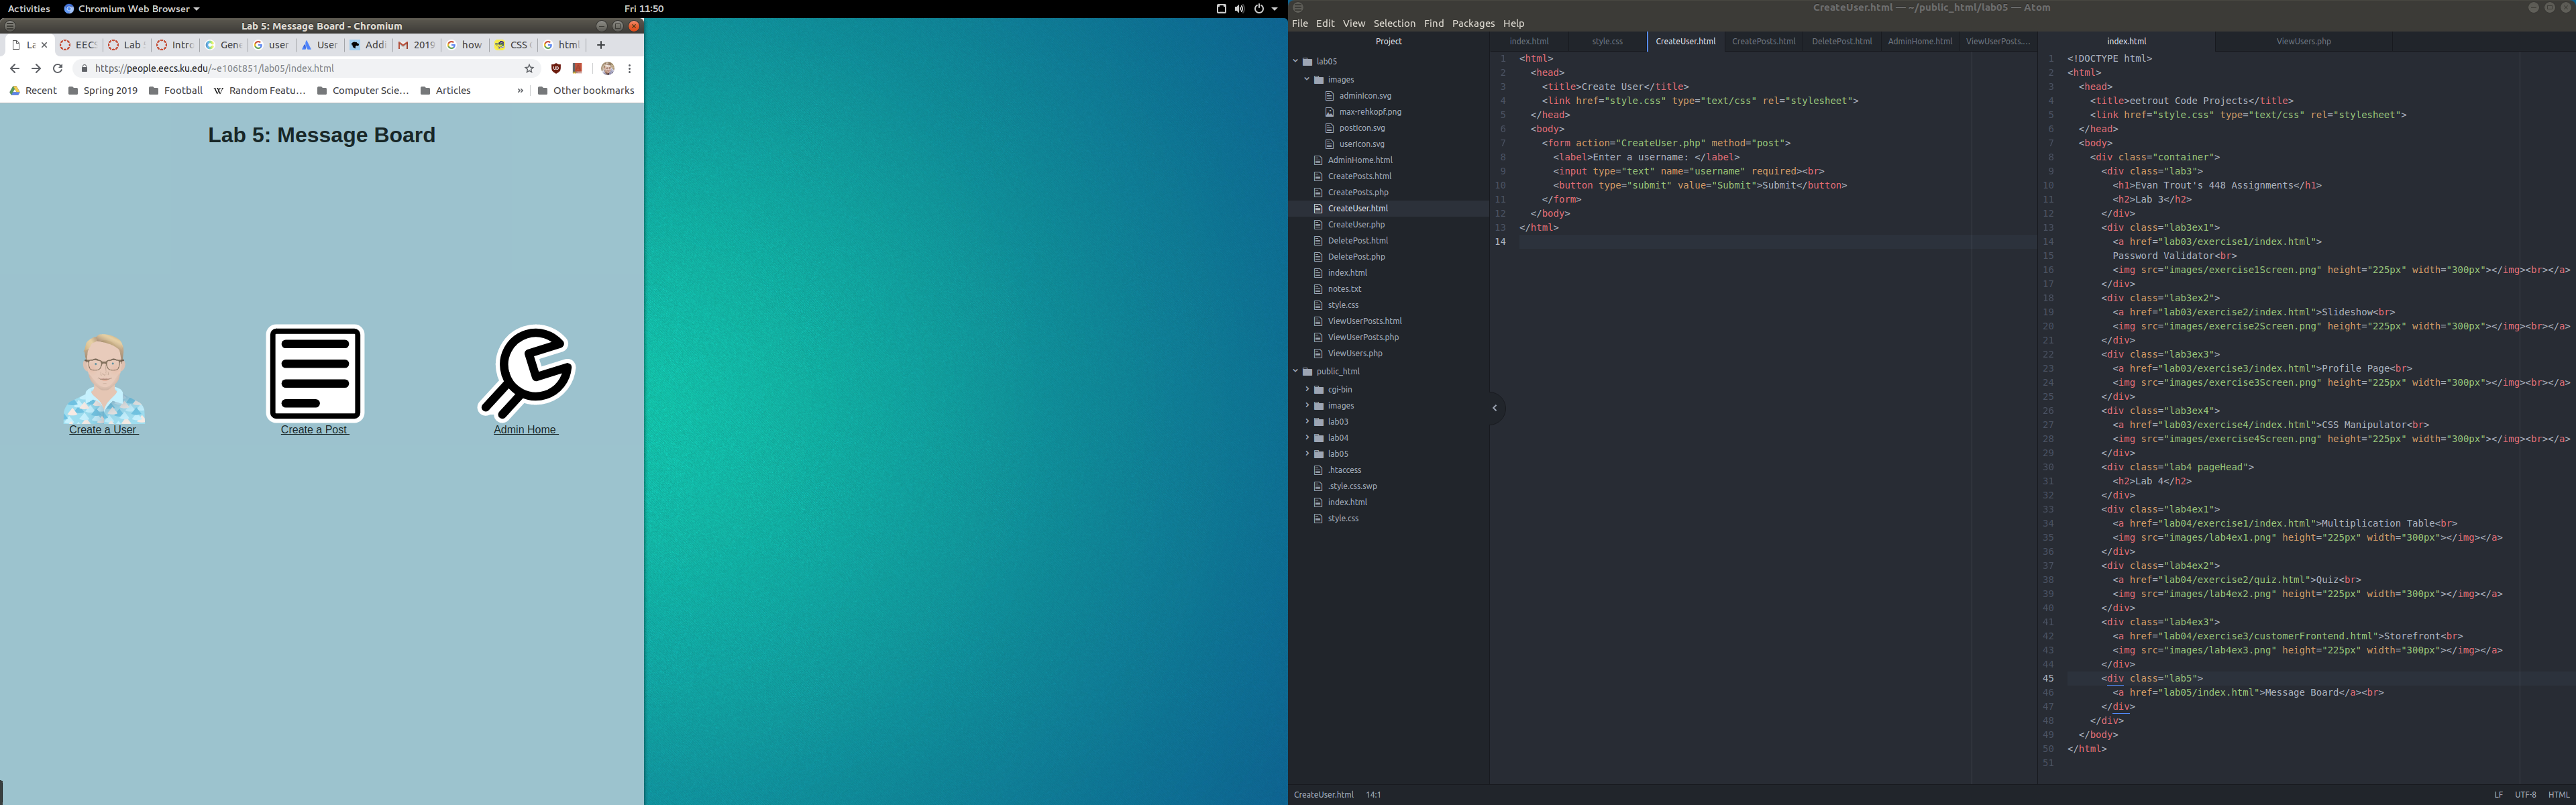 Activities
Chromium Web Browser
Fri 11:50
Lab 5: Message Board - Chromium
La
EECS
Lab
Intro
Gene
user
User
Addi
2019
how
CSS
html
https://people.eecs.ku.edu/~e106t851/lab05/index.html
Recent
Spring 2019
Football
Random Featu...
Computer Scie...
Articles
»
Other bookmarks
Lab 5: Message Board
Create a User
Create a Post
Admin Home
CreateUser.html — ~/public_html/lab05 — Atom
File Edit View Selection Find Packages Help
Project
lab05
images
adminIcon.svg
max-rehkopf.png
postIcon.svg
userIcon.svg
AdminHome.html
CreatePosts.html
CreatePosts.php
CreateUser.html
CreateUser.php
DeletePost.html
DeletePost.php
index.html
notes.txt
style.css
ViewUserPosts.html
ViewUserPosts.php
ViewUsers.php
public_html
cgi-bin
images
lab03
lab04
lab05
.htaccess
.style.css.swp
index.html
style.css
index.html
style.css
CreateUser.html
CreatePosts.html
DeletePost.html
AdminHome.html
ViewUserPosts....
1 <html>
2 <head>
3 <title>Create User</title>
4 <link href="style.css" type="text/css" rel="stylesheet">
5 </head>
6 <body>
7 <form action="CreateUser.php" method="post">
8 <label>Enter a username: </label>
9 <input type="text" name="username" required><br>
10 <button type="submit" value="Submit">Submit</button>
11 </form>
12 </body>
13 </html>
14
index.html
ViewUsers.php
1 <!DOCTYPE html>
2 <html>
3 <head>
4 <title>eetrout Code Projects</title>
5 <link href="style.css" type="text/css" rel="stylesheet">
6 </head>
7 <body>
8 <div class="container">
9 <div class="lab3">
10 <h1>Evan Trout's 448 Assignments</h1>
11 <h2>Lab 3</h2>
12 </div>
13 <div class="lab3ex1">
14 <a href="lab03/exercise1/index.html">
15 Password Validator<br>
16 <img src="images/exercise1Screen.png" height="225px" width="300px"></img><br></a>
17 </div>
18 <div class="lab3ex2">
19 <a href="lab03/exercise2/index.html">Slideshow<br>
20 <img src="images/exercise2Screen.png" height="225px" width="300px"></img><br></a>
21 </div>
22 <div class="lab3ex3">
23 <a href="lab03/exercise3/index.html">Profile Page<br>
24 <img src="images/exercise3Screen.png" height="225px" width="300px"></img><br></a>
25 </div>
26 <div class="lab3ex4">
27 <a href="lab03/exercise4/index.html">CSS Manipulator<br>
28 <img src="images/exercise4Screen.png" height="225px" width="300px"></img><br></a>
29 </div>
30 <div class="lab4 pageHead">
31 <h2>Lab 4</h2>
32 </div>
33 <div class="lab4ex1">
34 <a href="lab04/exercise1/index.html">Multiplication Table<br>
35 <img src="images/lab4ex1.png" height="225px" width="300px"></img></a>
36 </div>
37 <div class="lab4ex2">
38 <a href="lab04/exercise2/quiz.html">Quiz<br>
39 <img src="images/lab4ex2.png" height="225px" width="300px"></img></a>
40 </div>
41 <div class="lab4ex3">
42 <a href="lab04/exercise3/customerFrontend.html">Storefront<br>
43 <img src="images/lab4ex3.png" height="225px" width="300px"></img></a>
44 </div>
45 <div class="lab5">
46 <a href="lab05/index.html">Message Board</a><br>
47 </div>
48 </div>
49 </body>
50 </html>
51
CreateUser.html 14:1
LF UTF-8 HTML